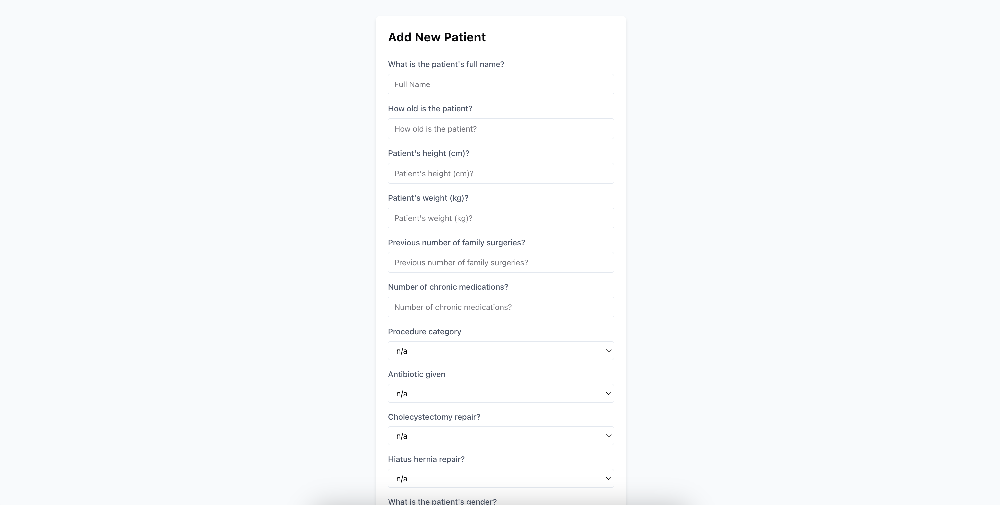 Add New Patient
What is the patient's full name?
Full Name
How old is the patient?
How old is the patient?
Patient's height (cm)?
Patient's height (cm)?
Patient's weight (kg)?
Patient's weight (kg)?
Previous number of family surgeries?
Previous number of family surgeries?
Number of chronic medications?
Number of chronic medications?
Procedure category
n/a
Antibiotic given
n/a
Cholecystectomy repair?
n/a
Hiatus hernia repair?
n/a
What is the patient's gender?